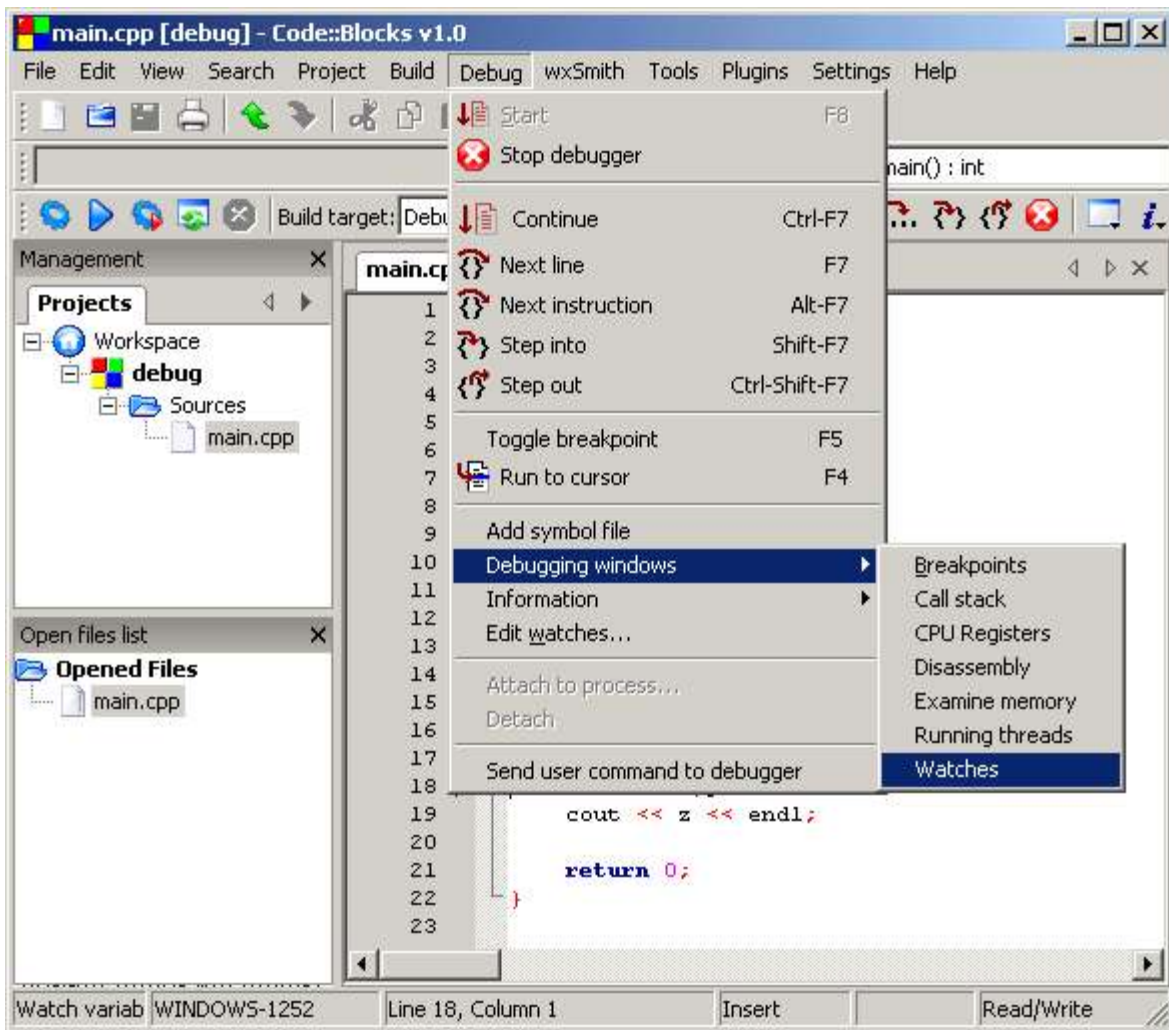 main.cpp [debug] - Code::Blocks v1.0
File Edit View Search Project Build Debug wxSmith Tools Plugins Settings Help
Start F8
Stop debugger
main() : int
Build target: Debu
Continue Ctrl-F7
Next line F7
Next instruction Alt-F7
Step into Shift-F7
Step out Ctrl-Shift-F7
Toggle breakpoint F5
Run to cursor F4
Add symbol file
Debugging windows
Information
Edit watches...
Attach to process...
Detach
Send user command to debugger
Breakpoints
Call stack
CPU Registers
Disassembly
Examine memory
Running threads
Watches
Management
Projects
Workspace
debug
Sources
main.cpp
Open files list
Opened Files
main.cpp
main.cp
1
2
3
4
5
6
7
8
9
10
11
12
13
14
15
16
17
18
19 cout << z << endl;
20
21 return 0;
22 }
23
Watch variab WINDOWS-1252 Line 18, Column 1 Insert Read/Write